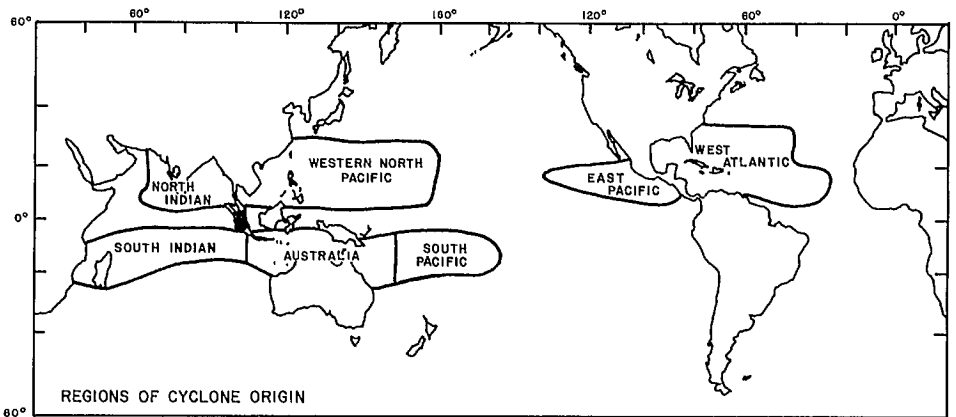 60° 120° 160° 120° 60° 0°
60°
WESTERN NORTH
PACIFIC
WEST
ATLANTIC
NORTH
INDIAN
EAST
PACIFIC
0°
SOUTH INDIAN
AUSTRALIA
SOUTH
PACIFIC
REGIONS OF CYCLONE ORIGIN
60°